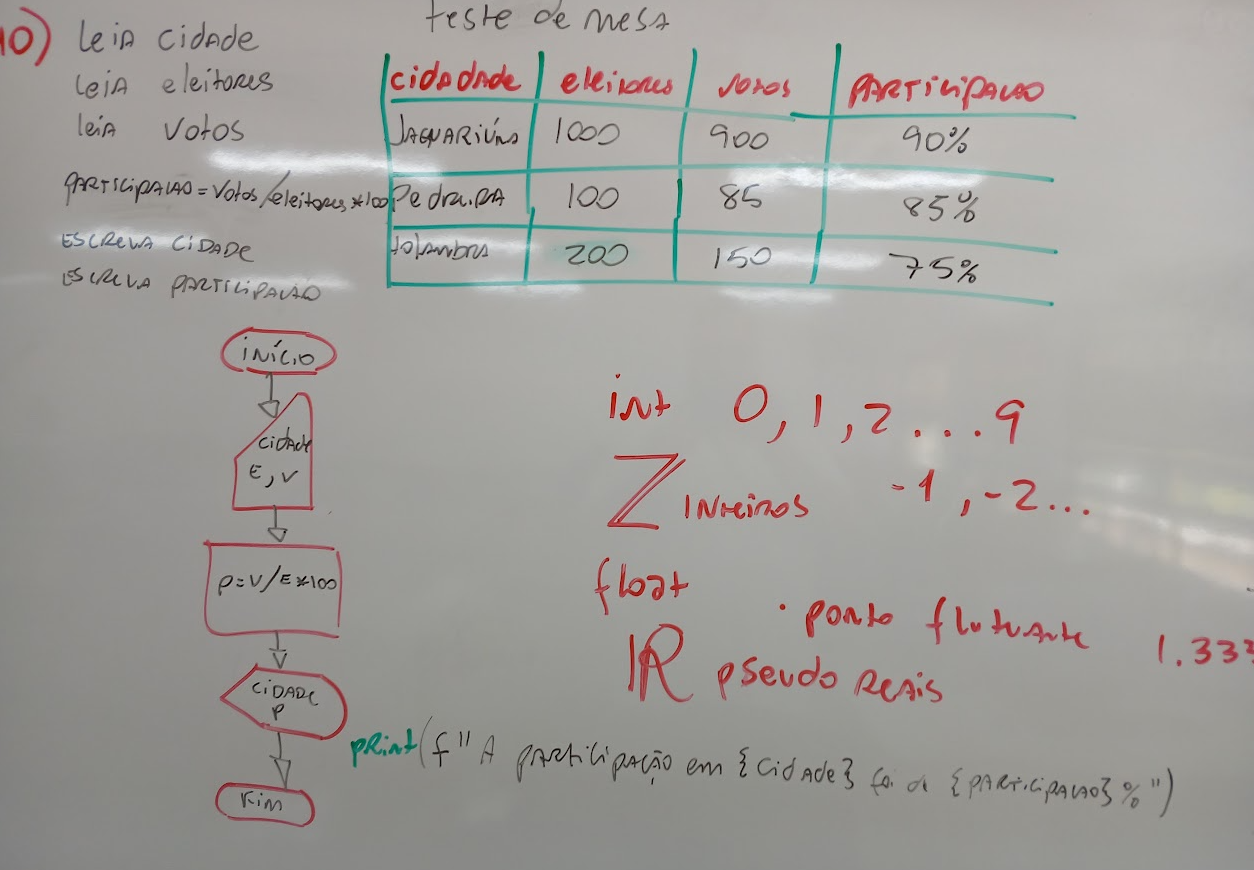 10) leia cidade
leia eleitores
leia votos
participacao = votos/eleitores * 100
ESCREVA CIDADE
ESCREVA PARTICIPACAO
teste de mesa
cidadade eleitores votos PARTICIPACAO
JAGUARIÚNA 1000 900 90%
Pedreira 100 85 85%
Holambra 200 150 75%
início
cidade
E, V
P=V/E*100
CIDADE
P
Fim
int 0, 1, 2 ... 9
Z INteiros -1, -2...
float
. ponto flutuante 1.333
R pseudo reais
print(f" A participação em {cidade} foi de {participacao} %")